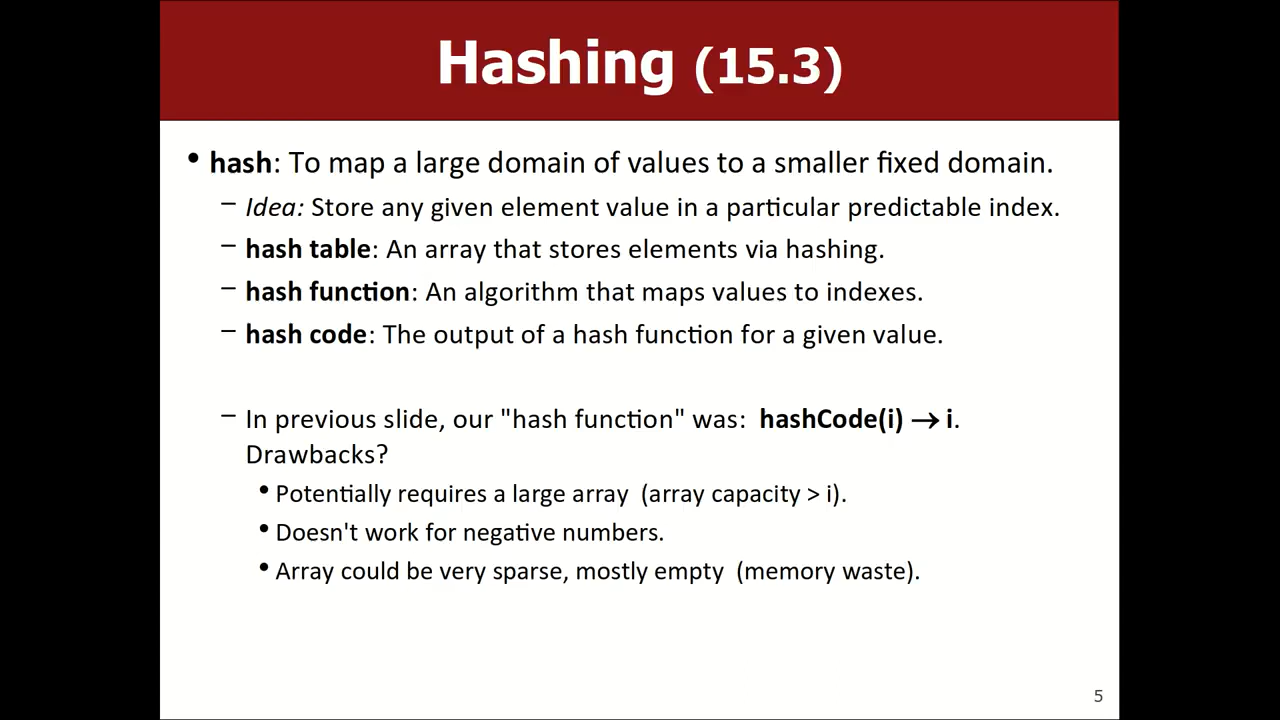 Hashing (15.3)
• hash: To map a large domain of values to a smaller fixed domain.
– Idea: Store any given element value in a particular predictable index.
– hash table: An array that stores elements via hashing.
– hash function: An algorithm that maps values to indexes.
– hash code: The output of a hash function for a given value.
– In previous slide, our "hash function" was:  hashCode(i) → i.
Drawbacks?
• Potentially requires a large array  (array capacity > i).
• Doesn't work for negative numbers.
• Array could be very sparse, mostly empty  (memory waste).
5